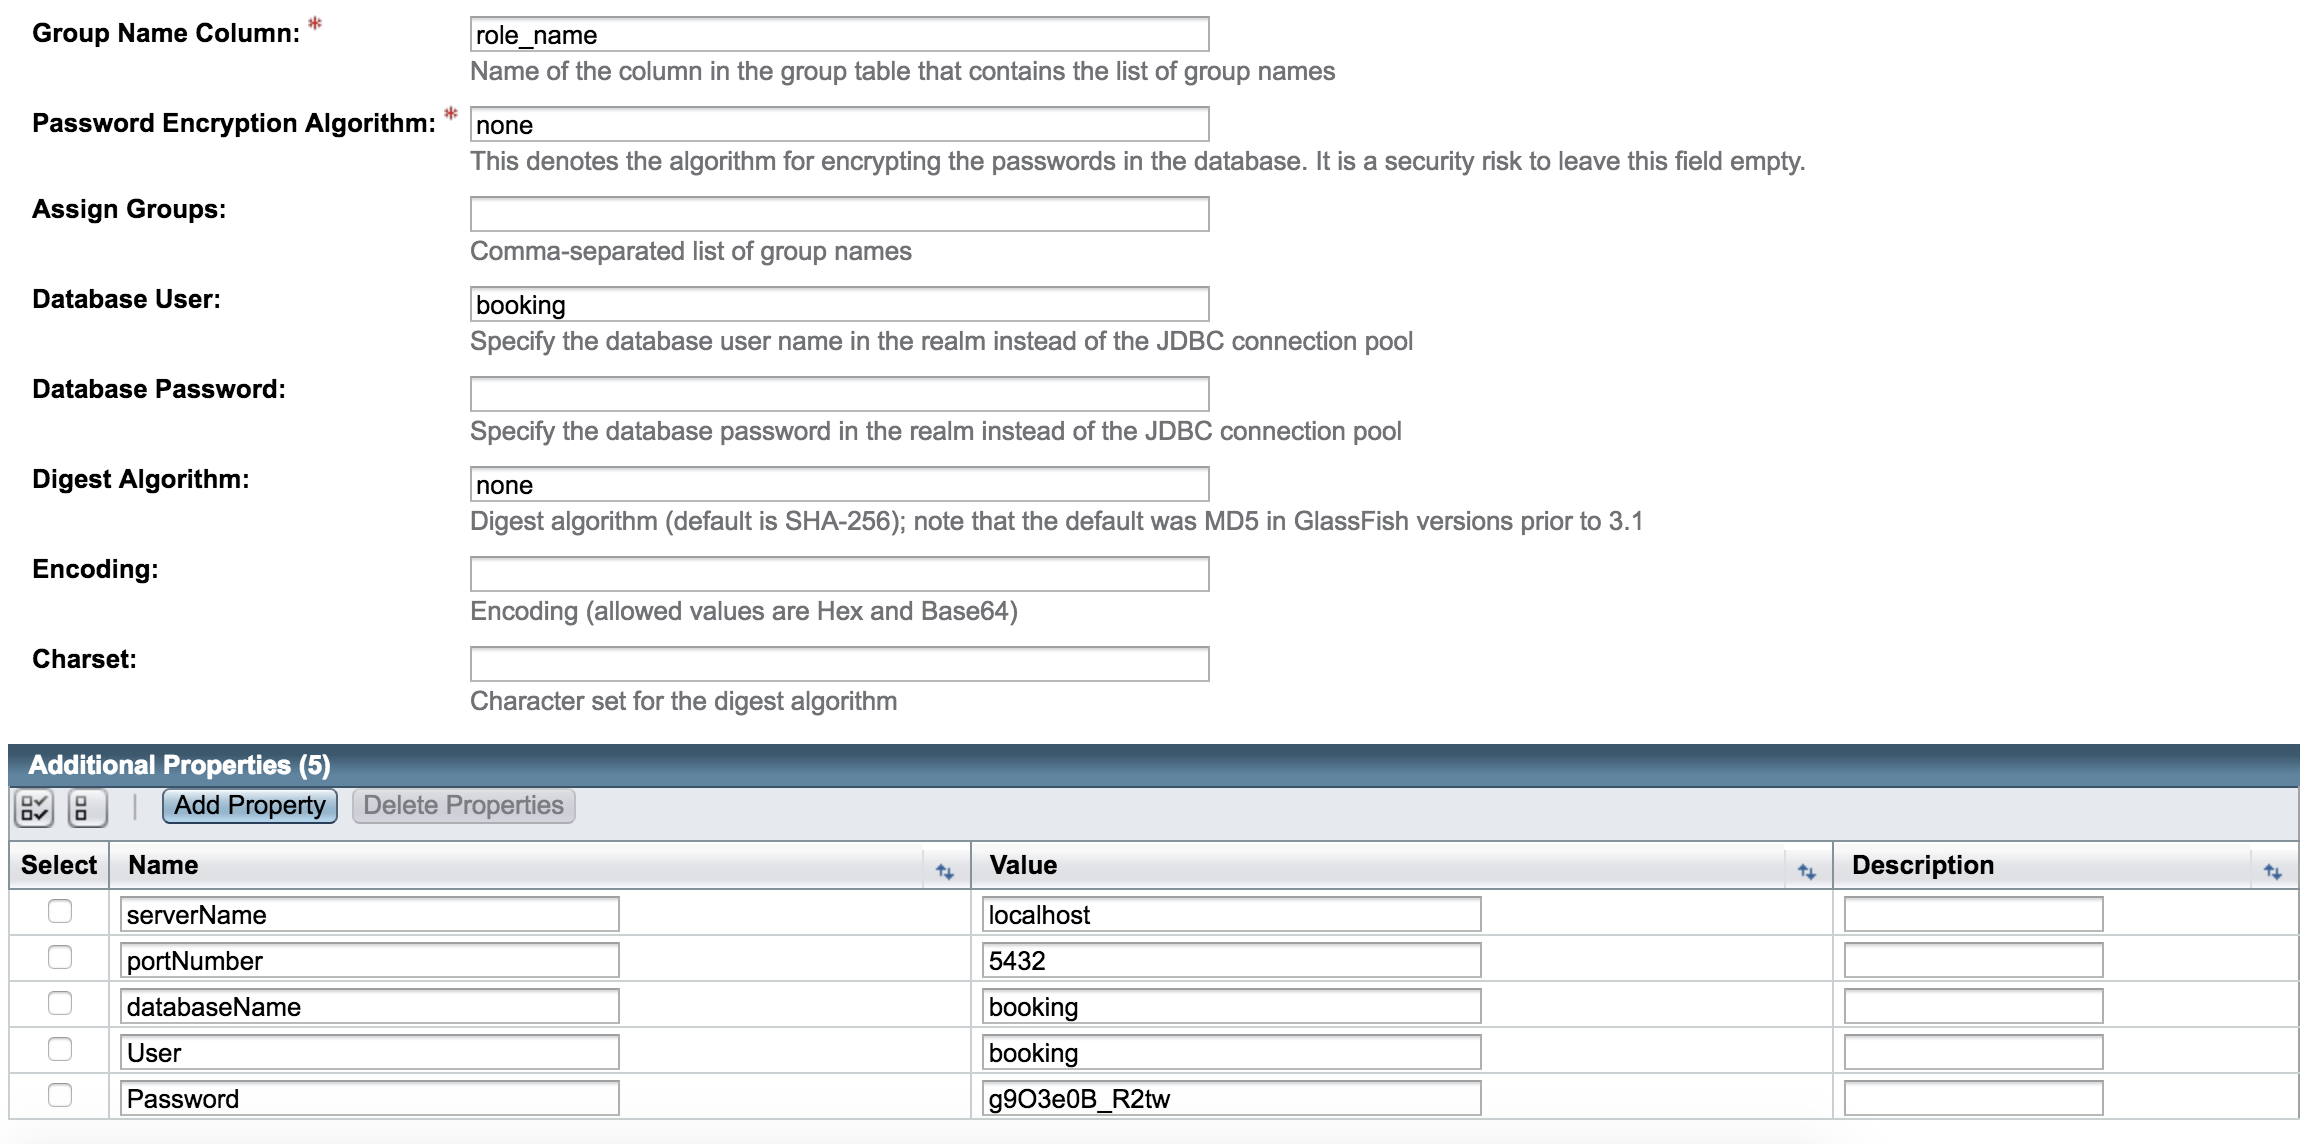 Group Name Column: *
role_name
Name of the column in the group table that contains the list of group names
Password Encryption Algorithm: *
none
This denotes the algorithm for encrypting the passwords in the database. It is a security risk to leave this field empty.
Assign Groups:
Comma-separated list of group names
Database User:
booking
Specify the database user name in the realm instead of the JDBC connection pool
Database Password:
Specify the database password in the realm instead of the JDBC connection pool
Digest Algorithm:
none
Digest algorithm (default is SHA-256); note that the default was MD5 in GlassFish versions prior to 3.1
Encoding:
Encoding (allowed values are Hex and Base64)
Charset:
Character set for the digest algorithm
Additional Properties (5)
Add Property Delete Properties
Select Name Value Description
serverName localhost
portNumber 5432
databaseName booking
User booking
Password g9O3e0B_R2tw